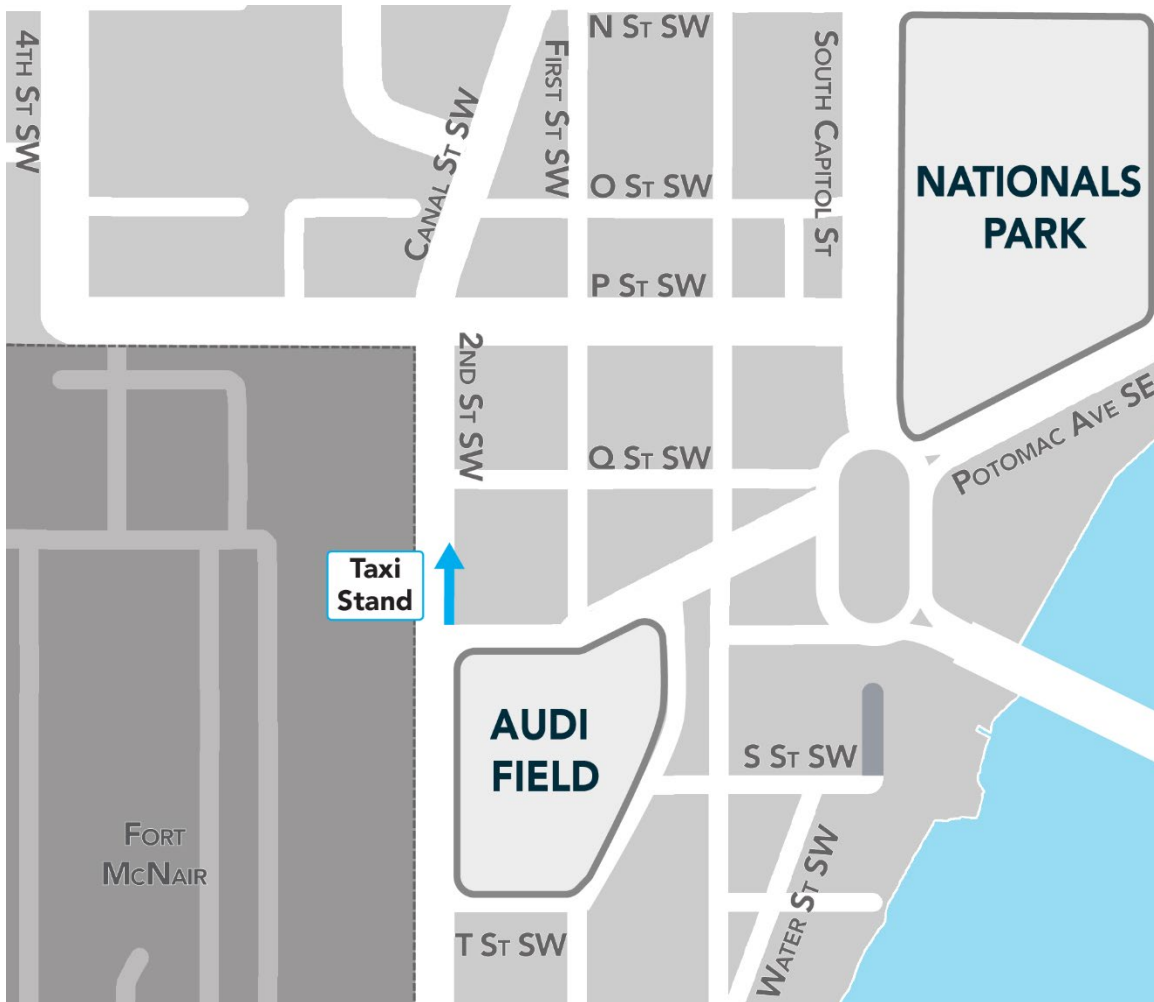 4TH ST SW
CANAL ST SW
FIRST ST SW
N ST SW
SOUTH CAPITOL ST
O ST SW
P ST SW
NATIONALS
PARK
2ND ST SW
Q ST SW
POTOMAC AVE SE
Taxi
Stand
AUDI
FIELD
S ST SW
FORT
MCNAIR
WATER ST SW
T ST SW